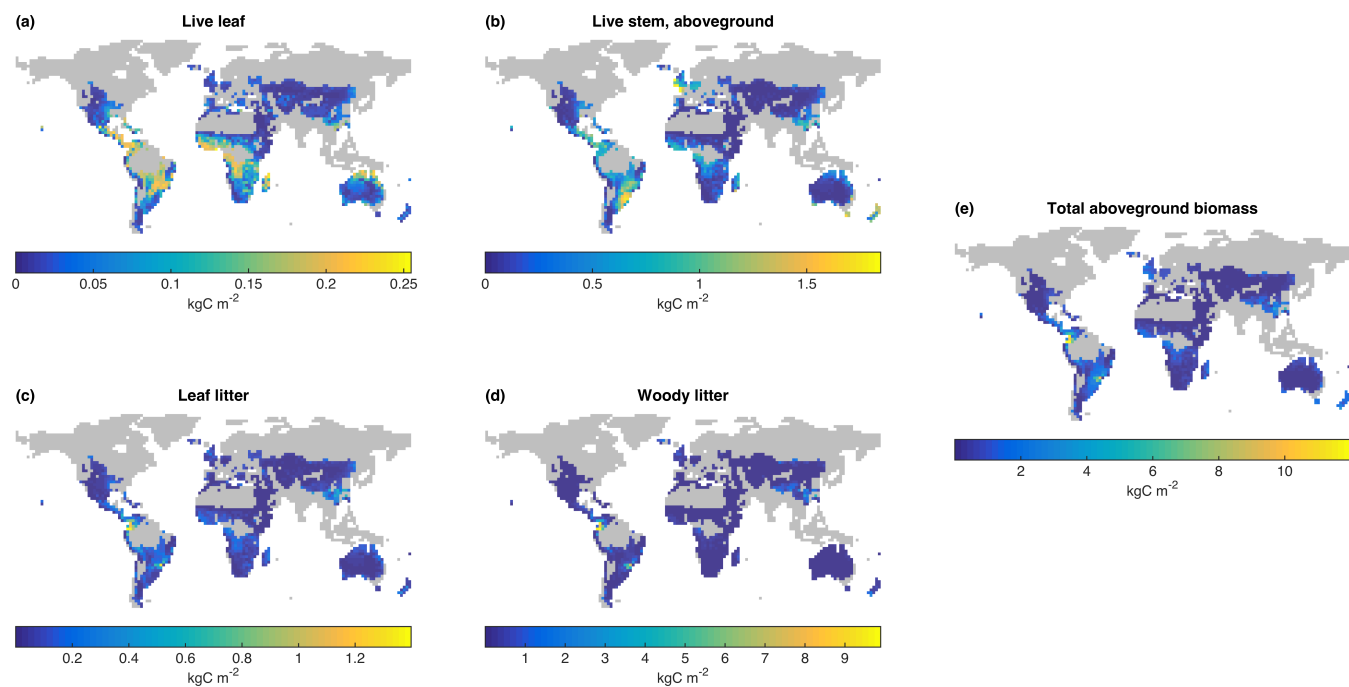 (a) Live leaf
0 0.05 0.1 0.15 0.2 0.25
kgC m⁻²
(b) Live stem, aboveground
0 0.5 1 1.5
kgC m⁻²
(c) Leaf litter
0.2 0.4 0.6 0.8 1 1.2
kgC m⁻²
(d) Woody litter
1 2 3 4 5 6 7 8 9
kgC m⁻²
(e) Total aboveground biomass
2 4 6 8 10
kgC m⁻²